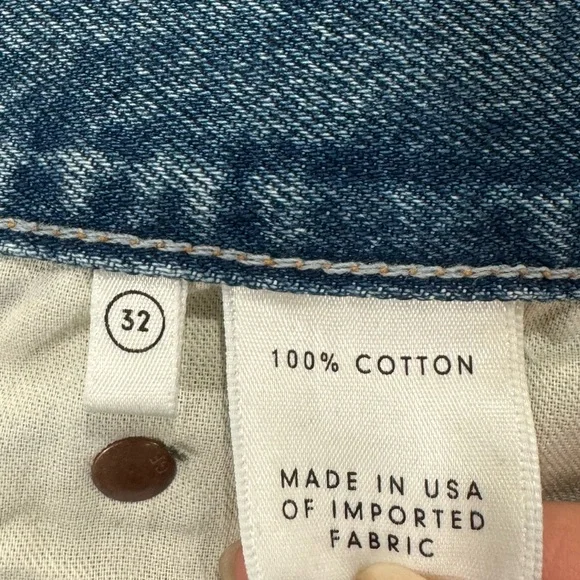 32
100% COTTON
MADE IN USA
OF IMPORTED
FABRIC